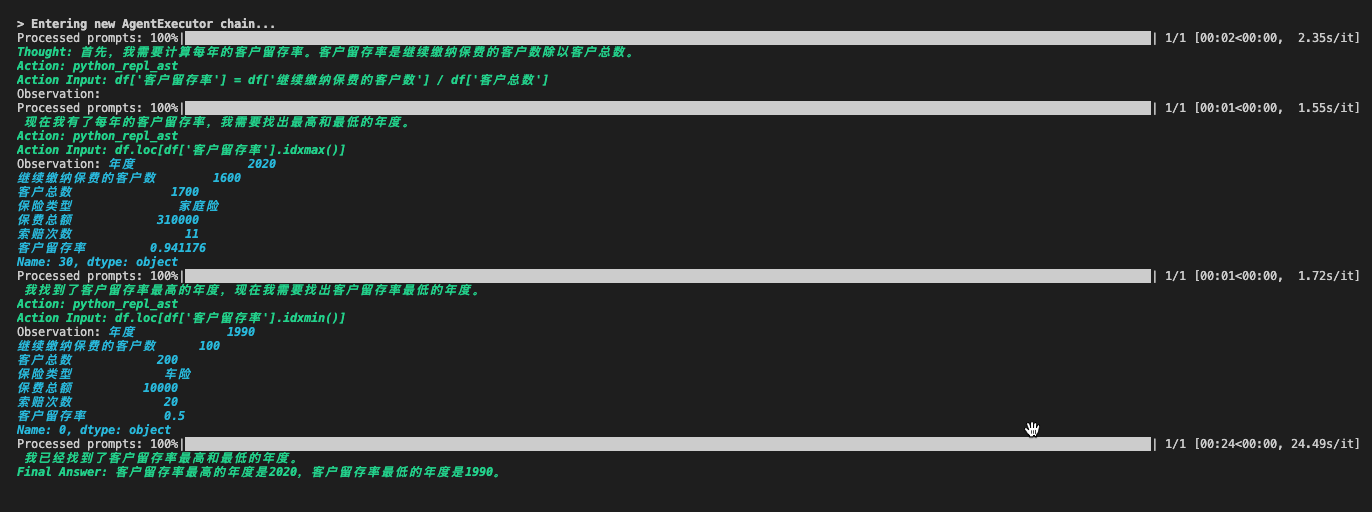 > Entering new AgentExecutor chain...
Processed prompts: 100%| | 1/1 [00:02<00:00, 2.35s/it]
Thought: 首先，我需要计算每年的客户留存率。客户留存率是继续缴纳保费的客户数除以客户总数。
Action: python_repl_ast
Action Input: df['客户留存率'] = df['继续缴纳保费的客户数'] / df['客户总数']
Observation:
Processed prompts: 100%| | 1/1 [00:01<00:00, 1.55s/it]
现在我有了每年的客户留存率，我需要找出最高和最低的年度。
Action: python_repl_ast
Action Input: df.loc[df['客户留存率'].idxmax()]
Observation: 年度 2020
继续缴纳保费的客户数 1600
客户总数 1700
保险类型 家庭险
保费总额 310000
索赔次数 11
客户留存率 0.941176
Name: 30, dtype: object
Processed prompts: 100%| | 1/1 [00:01<00:00, 1.72s/it]
我找到了客户留存率最高的年度，现在我需要找出客户留存率最低的年度。
Action: python_repl_ast
Action Input: df.loc[df['客户留存率'].idxmin()]
Observation: 年度 1990
继续缴纳保费的客户数 100
客户总数 200
保险类型 车险
保费总额 10000
索赔次数 20
客户留存率 0.5
Name: 0, dtype: object
Processed prompts: 100%| | 1/1 [00:24<00:00, 24.49s/it]
我已经找到了客户留存率最高和最低的年度。
Final Answer: 客户留存率最高的年度是2020，客户留存率最低的年度是1990。